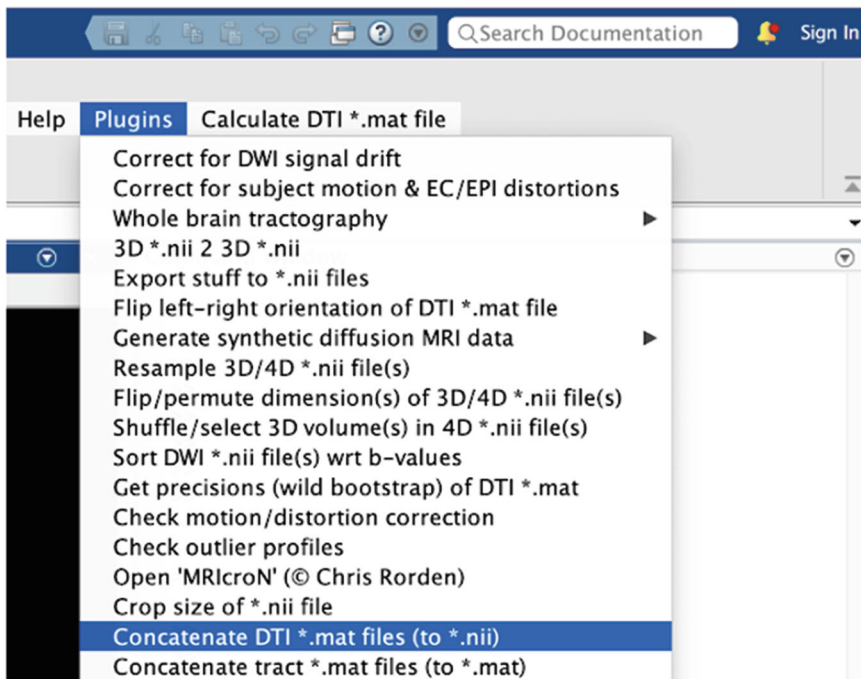 Search Documentation
Sign In
Help Plugins Calculate DTI *.mat file
Correct for DWI signal drift
Correct for subject motion & EC/EPI distortions
Whole brain tractography
3D *.nii 2 3D *.nii
Export stuff to *.nii files
Flip left-right orientation of DTI *.mat file
Generate synthetic diffusion MRI data
Resample 3D/4D *.nii file(s)
Flip/permute dimension(s) of 3D/4D *.nii file(s)
Shuffle/select 3D volume(s) in 4D *.nii file(s)
Sort DWI *.nii file(s) wrt b-values
Get precisions (wild bootstrap) of DTI *.mat
Check motion/distortion correction
Check outlier profiles
Open 'MRIcroN' (© Chris Rorden)
Crop size of *.nii file
Concatenate DTI *.mat files (to *.nii)
Concatenate tract *.mat files (to *.mat)